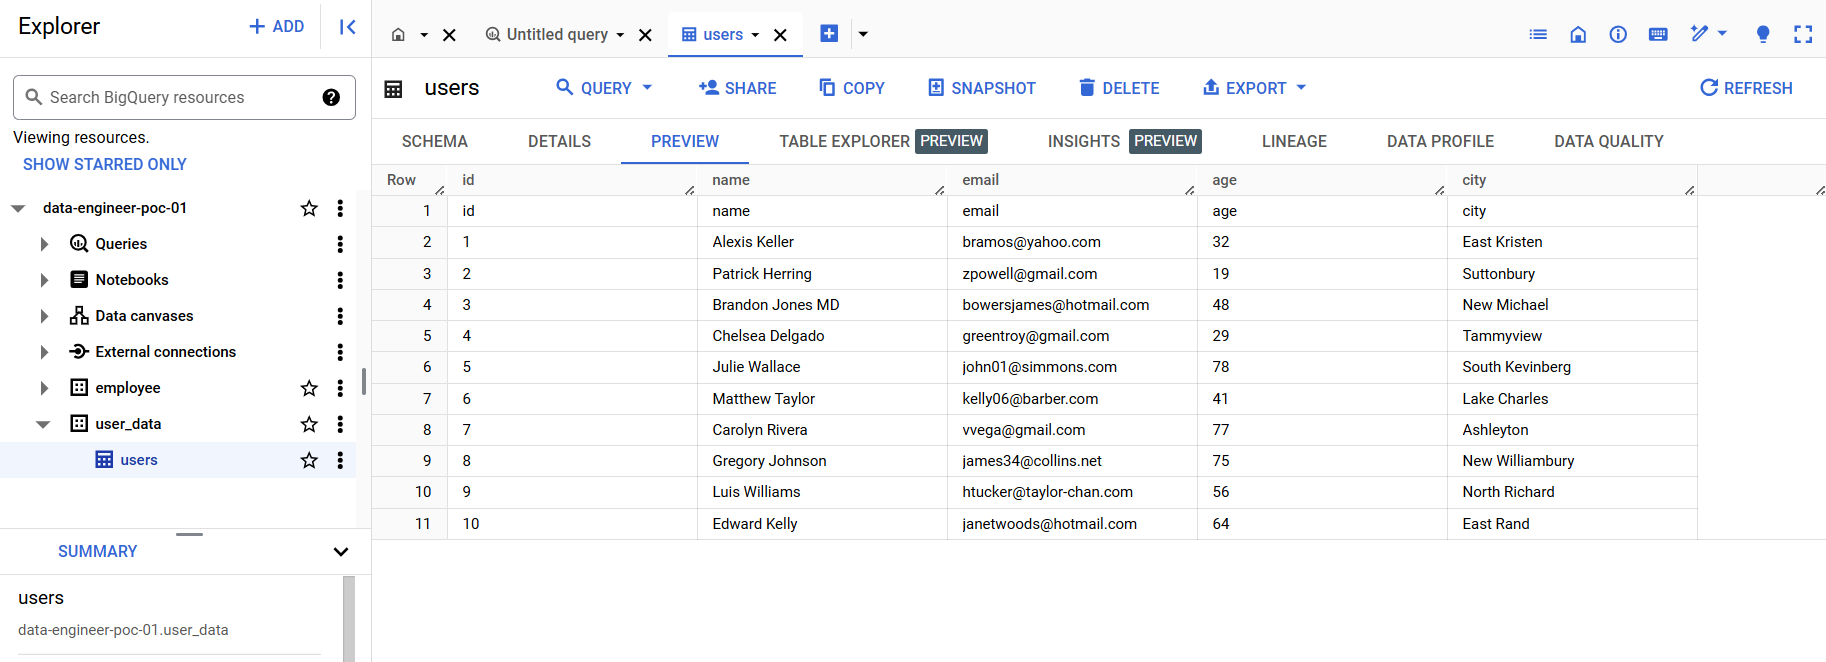 Explorer
ADD
Untitled query
users
Search BigQuery resources
Viewing resources.
SHOW STARRED ONLY
data-engineer-poc-01
Queries
Notebooks
Data canvases
External connections
employee
user_data
users
SUMMARY
users
data-engineer-poc-01.user_data
users QUERY SHARE COPY SNAPSHOT DELETE EXPORT REFRESH
SCHEMA DETAILS PREVIEW TABLE EXPLORER PREVIEW INSIGHTS PREVIEW LINEAGE DATA PROFILE DATA QUALITY
Row id name email age city
1 id name email age city
2 1 Alexis Keller bramos@yahoo.com 32 East Kristen
3 2 Patrick Herring zpowell@gmail.com 19 Suttonbury
4 3 Brandon Jones MD bowersjames@hotmail.com 48 New Michael
5 4 Chelsea Delgado greentroy@gmail.com 29 Tammyview
6 5 Julie Wallace john01@simmons.com 78 South Kevinberg
7 6 Matthew Taylor kelly06@barber.com 41 Lake Charles
8 7 Carolyn Rivera vvega@gmail.com 77 Ashleyton
9 8 Gregory Johnson james34@collins.net 75 New Williambury
10 9 Luis Williams htucker@taylor-chan.com 56 North Richard
11 10 Edward Kelly janetwoods@hotmail.com 64 East Rand